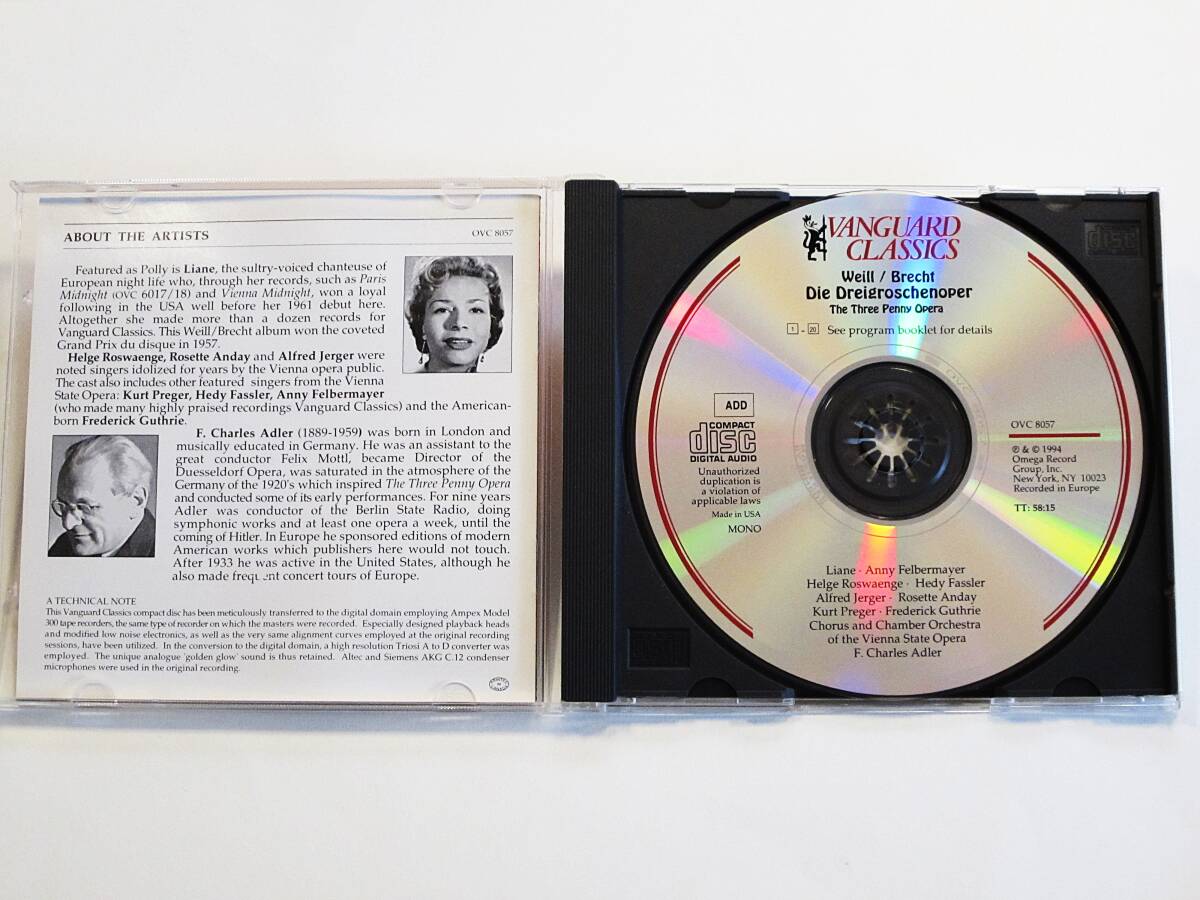 ABOUT THE ARTISTS
OVC 8057
Featured as Polly is Liane, the sultry-voiced chanteuse of
European night life who, through her records, such as Paris
Midnight (OVC 6017/18) and Vienna Midnight, won a loyal
following in the USA well before her 1961 debut here.
Altogether she made more than a dozen records for
Vanguard Classics. This Weill/Brecht album won the coveted
Grand Prix du disque in 1957.
Helge Roswaenge, Rosette Anday and Alfred Jerger were
noted singers idolized for years by the Vienna opera public.
The cast also includes other featured singers from the Vienna
State Opera: Kurt Preger, Hedy Fassler, Anny Felbermayer
(who made many highly praised recordings Vanguard Classics) and the American-
born Frederick Guthrie.
F. Charles Adler (1889-1959) was born in London and
musically educated in Germany. He was an assistant to the
great conductor Felix Mottl, became Director of the
Duesseldorf Opera, was saturated in the atmosphere of the
Germany of the 1920's which inspired The Three Penny Opera
and conducted some of its early performances. For nine years
Adler was conductor of the Berlin State Radio, doing
symphonic works and at least one opera a week, until the
coming of Hitler. In Europe he sponsored editions of modern
American works which publishers here would not touch.
After 1933 he was active in the United States, although he
also made frequent concert tours of Europe.
A TECHNICAL NOTE
This Vanguard Classics compact disc has been meticulously transferred to the digital domain employing Ampex Model
300 tape recorders, the same type of recorder on which the masters were recorded. Especially designed playback heads
and modified low noise electronics, as well as the very same alignment curves employed at the original recording
sessions, have been utilized. In the conversion to the digital domain, a high resolution Triosi A to D converter was
employed. The unique analogue 'golden glow' sound is thus retained. Altec and Siemens AKG C.12 condenser
microphones were used in the original recording.
VANGUARD
CLASSICS
Weill / Brecht
Die Dreigroschenoper
The Three Penny Opera
1 - 20 See program booklet for details
ADD
COMPACT
disc
DIGITAL AUDIO
Unauthorized
duplication is
a violation of
applicable laws
Made in USA
MONO
OVC 8057
℗ & © 1994
Omega Record
Group, Inc.
New York, NY 10023
Recorded in Europe
TT: 58:15
Liane · Anny Felbermayer
Helge Roswaenge · Hedy Fassler
Alfred Jerger · Rosette Anday
Kurt Preger · Frederick Guthrie
Chorus and Chamber Orchestra
of the Vienna State Opera
F. Charles Adler